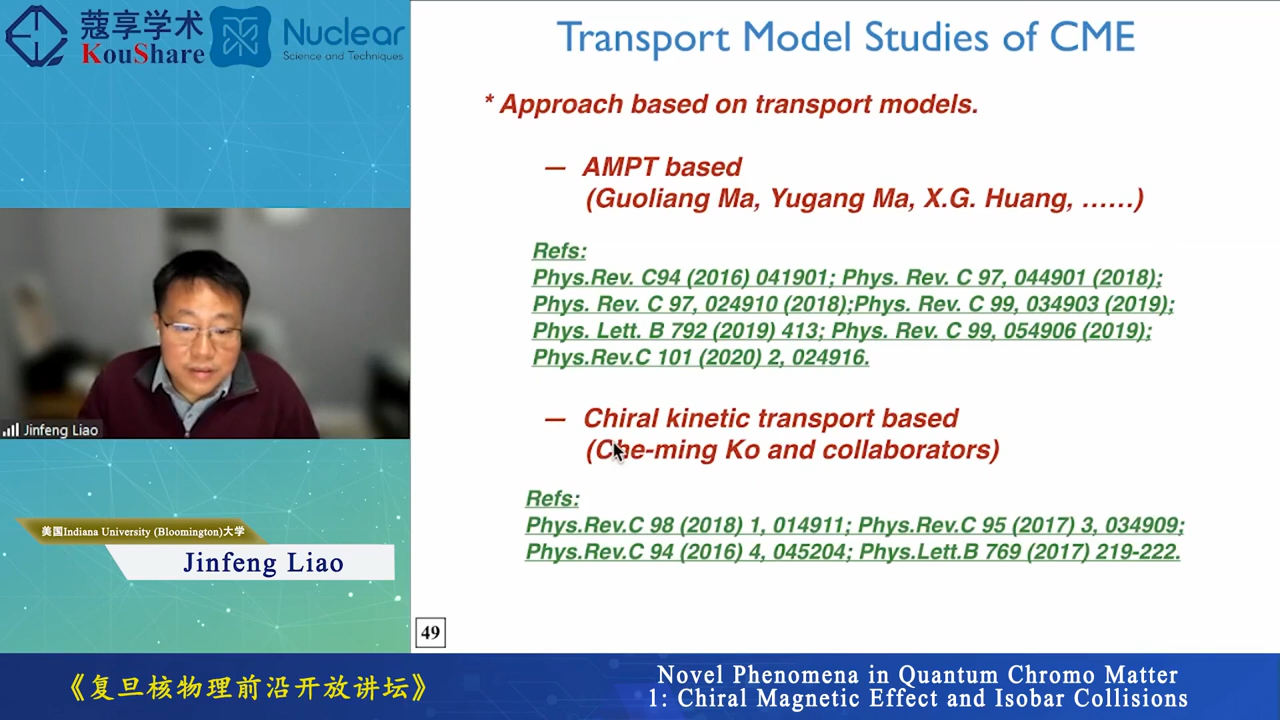 蔻享学术
KouShare
Nuclear
Science and Techniques
Jinfeng Liao
美国Indiana University (Bloomington)大学
Jinfeng Liao
Transport Model Studies of CME
* Approach based on transport models.
— AMPT based
(Guoliang Ma, Yugang Ma, X.G. Huang, ……)
Refs:
Phys.Rev. C94 (2016) 041901; Phys. Rev. C 97, 044901 (2018);
Phys. Rev. C 97, 024910 (2018);Phys. Rev. C 99, 034903 (2019);
Phys. Lett. B 792 (2019) 413; Phys. Rev. C 99, 054906 (2019);
Phys.Rev.C 101 (2020) 2, 024916.
— Chiral kinetic transport based
(Che-ming Ko and collaborators)
Refs:
Phys.Rev.C 98 (2018) 1, 014911; Phys.Rev.C 95 (2017) 3, 034909;
Phys.Rev.C 94 (2016) 4, 045204; Phys.Lett.B 769 (2017) 219-222.
49
《复旦核物理前沿开放讲坛》
Novel Phenomena in Quantum Chromo Matter
1: Chiral Magnetic Effect and Isobar Collisions